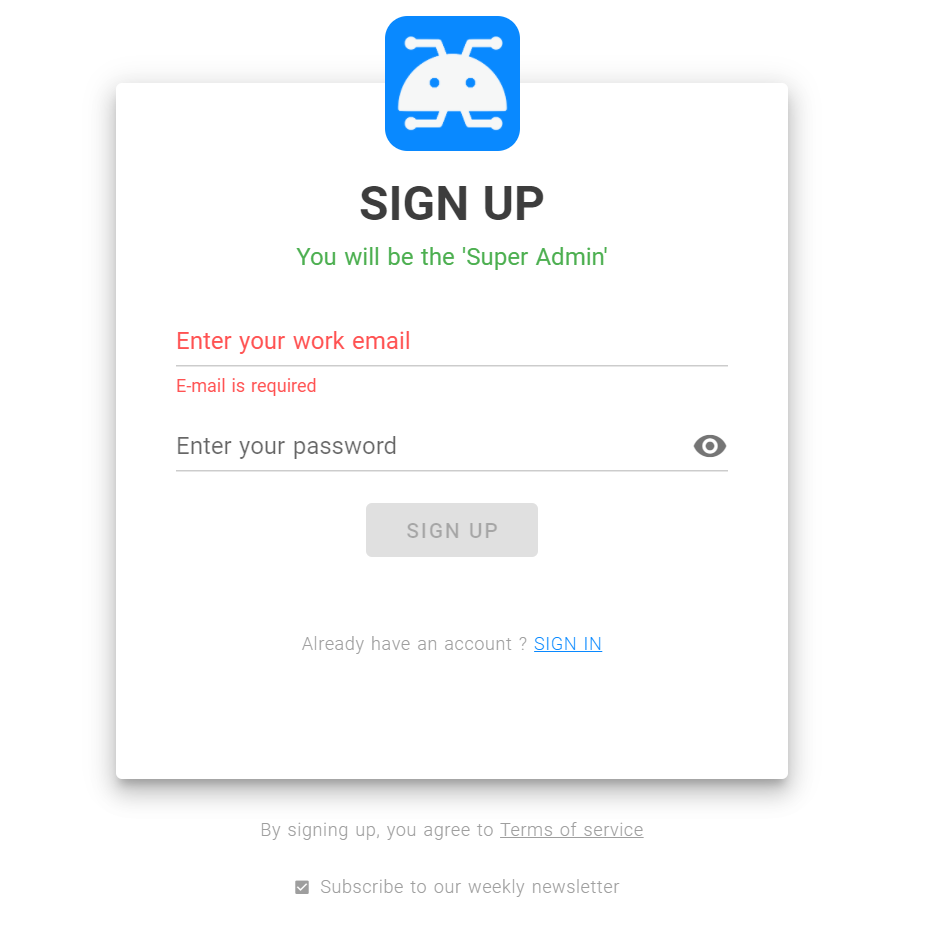 SIGN UP
You will be the 'Super Admin'
Enter your work email
E-mail is required
Enter your password
SIGN UP
Already have an account ? SIGN IN
By signing up, you agree to Terms of service
Subscribe to our weekly newsletter